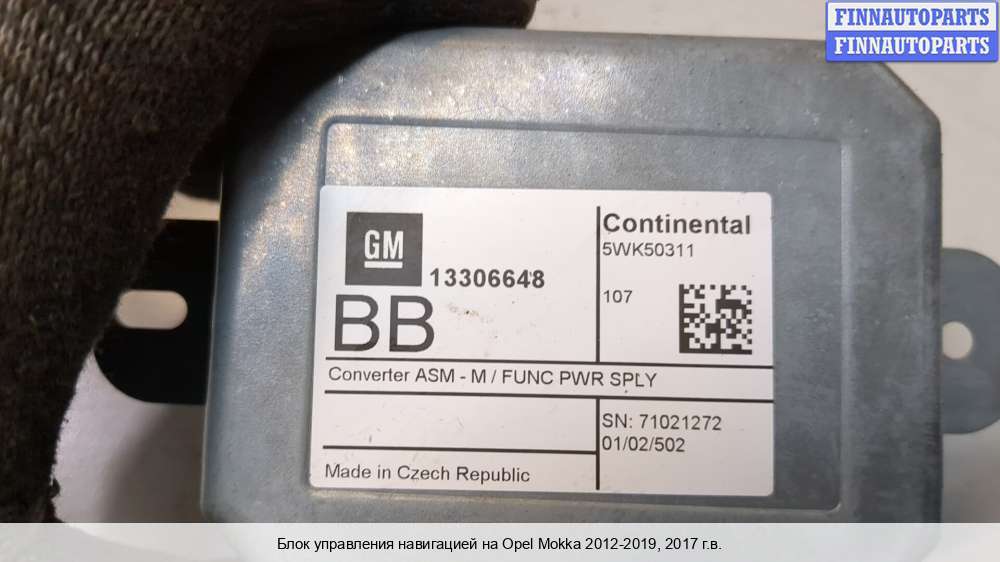 FINNAUTOPARTS
FINNAUTOPARTS
GM
13306648
BB
Continental
5WK50311
107
Converter ASM - M / FUNC PWR SPLY
SN: 71021272
01/02/502
Made in Czech Republic
Блок управления навигацией на Opel Mokka 2012-2019, 2017 г.в.